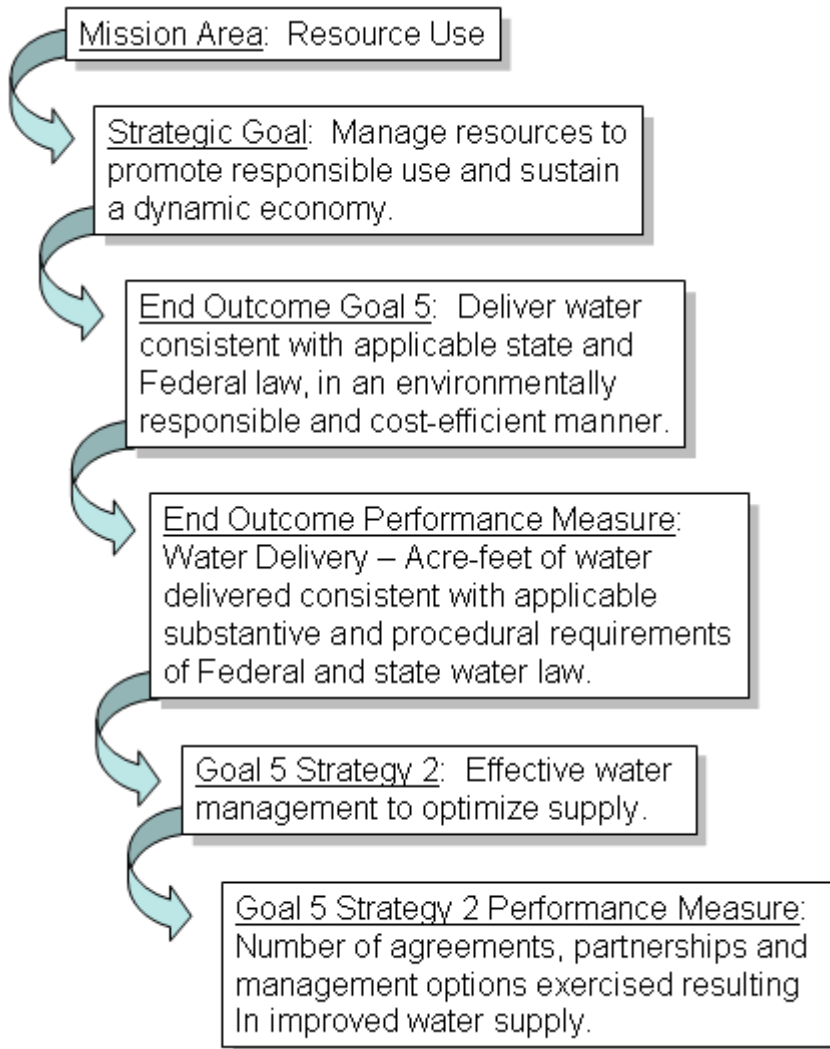 Mission Area: Resource Use
Strategic Goal: Manage resources to
promote responsible use and sustain
a dynamic economy.
End Outcome Goal 5: Deliver water
consistent with applicable state and
Federal law, in an environmentally
responsible and cost-efficient manner.
End Outcome Performance Measure:
Water Delivery – Acre-feet of water
delivered consistent with applicable
substantive and procedural requirements
of Federal and state water law.
Goal 5 Strategy 2: Effective water
management to optimize supply.
Goal 5 Strategy 2 Performance Measure:
Number of agreements, partnerships and
management options exercised resulting
In improved water supply.